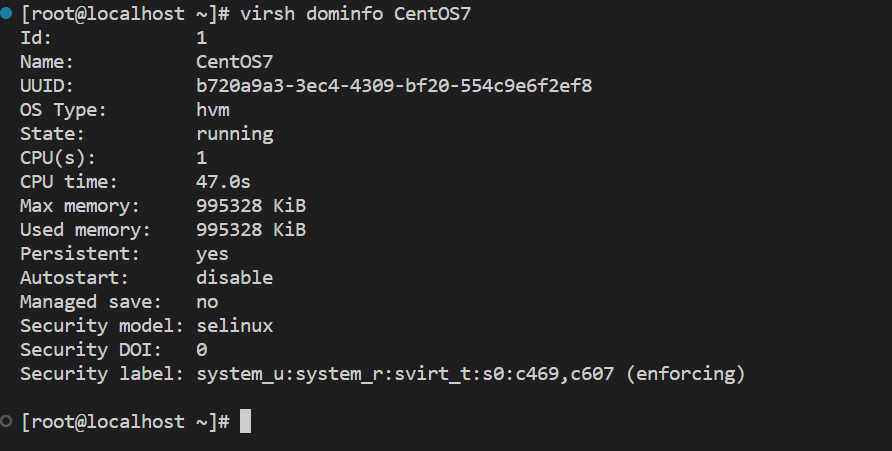 [root@localhost ~]# virsh dominfo CentOS7
Id:             1
Name:           CentOS7
UUID:           b720a9a3-3ec4-4309-bf20-554c9e6f2ef8
OS Type:        hvm
State:          running
CPU(s):         1
CPU time:       47.0s
Max memory:     995328 KiB
Used memory:    995328 KiB
Persistent:     yes
Autostart:      disable
Managed save:   no
Security model: selinux
Security DOI:   0
Security label: system_u:system_r:svirt_t:s0:c469,c607 (enforcing)
[root@localhost ~]#